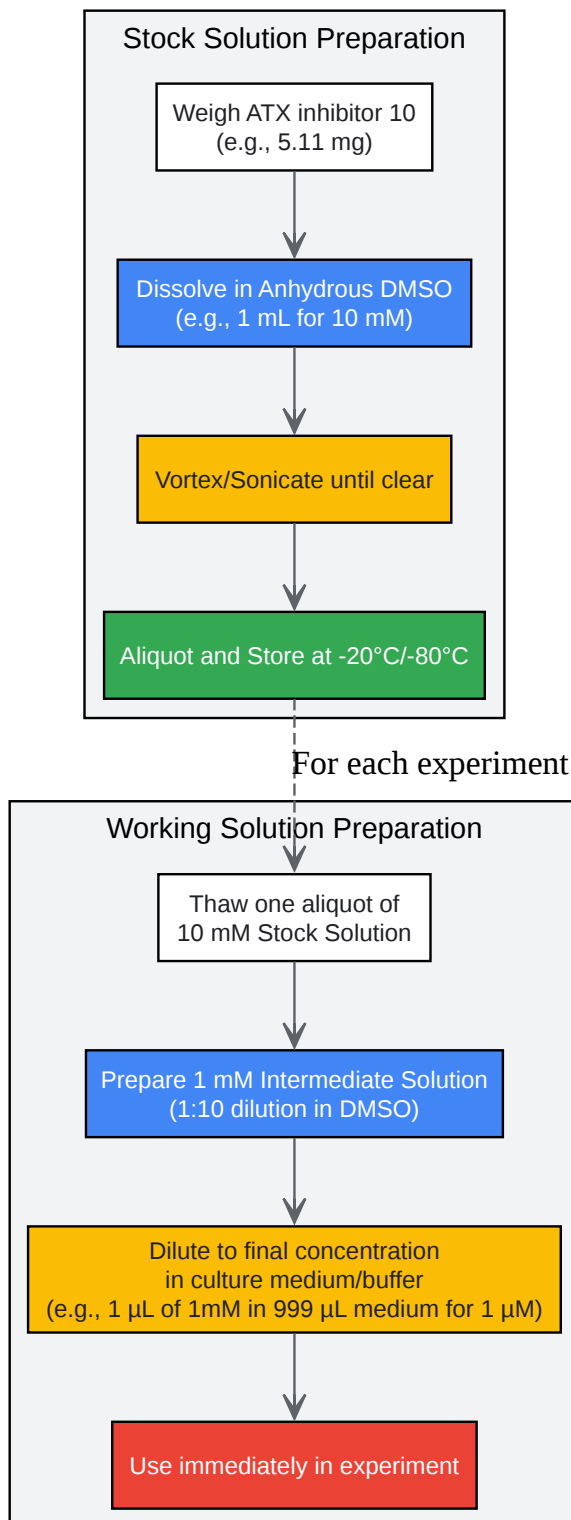 Stock Solution Preparation
Weigh ATX inhibitor 10
(e.g., 5.11 mg)
Dissolve in Anhydrous DMSO
(e.g., 1 mL for 10 mM)
Vortex/Sonicate until clear
Aliquot and Store at -20°C/-80°C
For each experiment
Working Solution Preparation
Thaw one aliquot of
10 mM Stock Solution
Prepare 1 mM Intermediate Solution
(1:10 dilution in DMSO)
Dilute to final concentration
in culture medium/buffer
(e.g., 1 µL of 1mM in 999 µL medium for 1 µM)
Use immediately in experiment